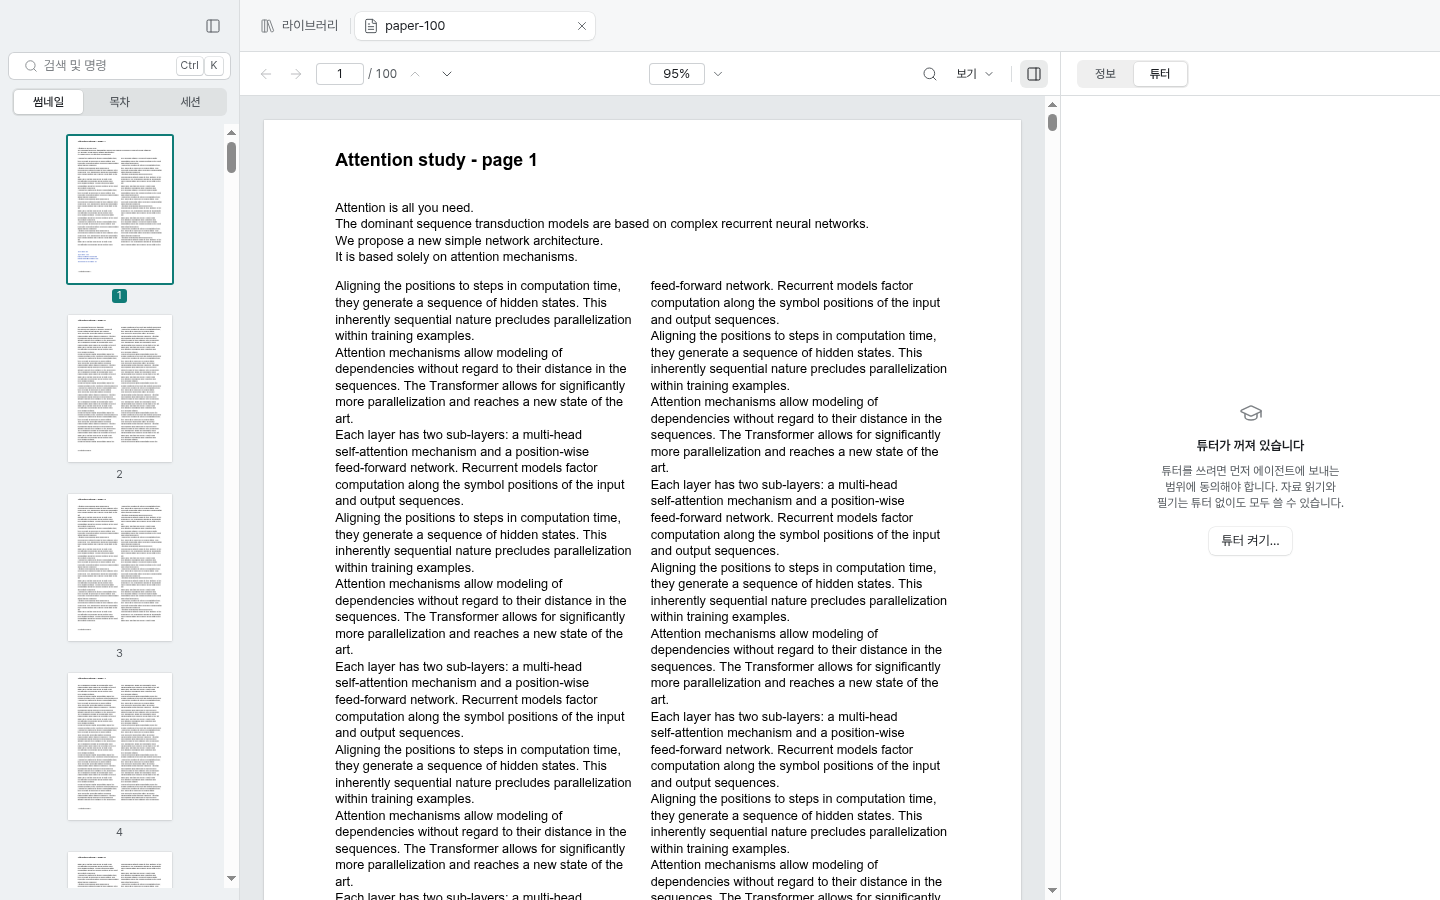 라이브러리
paper-100
검색 및 명령
Ctrl
K
썸네일
목차
세션
1
/ 100
95%
보기
정보
튜터
1
2
3
4
Attention study - page 1
Attention is all you need.
The dominant sequence transduction models are based on complex recurrent neural networks.
We propose a new simple network architecture.
It is based solely on attention mechanisms.
Aligning the positions to steps in computation time,
they generate a sequence of hidden states. This
inherently sequential nature precludes parallelization
within training examples.
Attention mechanisms allow modeling of
dependencies without regard to their distance in the
sequences. The Transformer allows for significantly
more parallelization and reaches a new state of the
art.
Each layer has two sub-layers: a multi-head
self-attention mechanism and a position-wise
feed-forward network. Recurrent models factor
computation along the symbol positions of the input
and output sequences.
Aligning the positions to steps in computation time,
they generate a sequence of hidden states. This
inherently sequential nature precludes parallelization
within training examples.
Attention mechanisms allow modeling of
dependencies without regard to their distance in the
sequences. The Transformer allows for significantly
more parallelization and reaches a new state of the
art.
Each layer has two sub-layers: a multi-head
self-attention mechanism and a position-wise
feed-forward network. Recurrent models factor
computation along the symbol positions of the input
and output sequences.
Aligning the positions to steps in computation time,
they generate a sequence of hidden states. This
inherently sequential nature precludes parallelization
within training examples.
Attention mechanisms allow modeling of
dependencies without regard to their distance in the
sequences. The Transformer allows for significantly
more parallelization and reaches a new state of the
art.
Each layer has two sub-layers: a multi-head
feed-forward network. Recurrent models factor
computation along the symbol positions of the input
and output sequences.
Aligning the positions to steps in computation time,
they generate a sequence of hidden states. This
inherently sequential nature precludes parallelization
within training examples.
Attention mechanisms allow modeling of
dependencies without regard to their distance in the
sequences. The Transformer allows for significantly
more parallelization and reaches a new state of the
art.
Each layer has two sub-layers: a multi-head
self-attention mechanism and a position-wise
feed-forward network. Recurrent models factor
computation along the symbol positions of the input
and output sequences.
Aligning the positions to steps in computation time,
they generate a sequence of hidden states. This
inherently sequential nature precludes parallelization
within training examples.
Attention mechanisms allow modeling of
dependencies without regard to their distance in the
sequences. The Transformer allows for significantly
more parallelization and reaches a new state of the
art.
Each layer has two sub-layers: a multi-head
self-attention mechanism and a position-wise
feed-forward network. Recurrent models factor
computation along the symbol positions of the input
and output sequences.
Aligning the positions to steps in computation time,
they generate a sequence of hidden states. This
inherently sequential nature precludes parallelization
within training examples.
Attention mechanisms allow modeling of
dependencies without regard to their distance in the
sequences. The Transformer allows for significantly
튜터가 꺼져 있습니다
튜터를 쓰려면 먼저 에이전트에 보내는
범위에 동의해야 합니다. 자료 읽기와
필기는 튜터 없이도 모두 쓸 수 있습니다.
튜터 켜기...